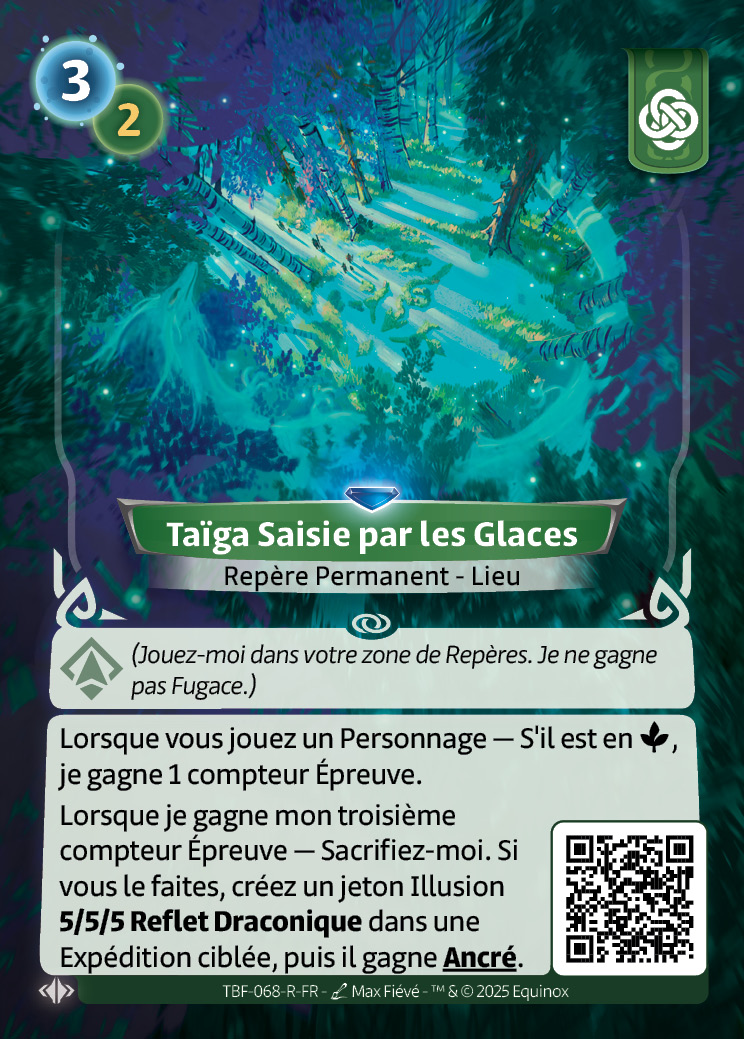 3
2
Taïga Saisie par les Glaces
Repère Permanent - Lieu
(Jouez-moi dans votre zone de Repères. Je ne gagne
pas Fugace.)
Lorsque vous jouez un Personnage — S'il est en ,
je gagne 1 compteur Épreuve.
Lorsque je gagne mon troisième
compteur Épreuve — Sacrifiez-moi. Si
vous le faites, créez un jeton Illusion
5/5/5 Reflet Draconique dans une
Expédition ciblée, puis il gagne Ancré.
TBF-068-R-FR - Max Fiévé - ™ & © 2025 Equinox